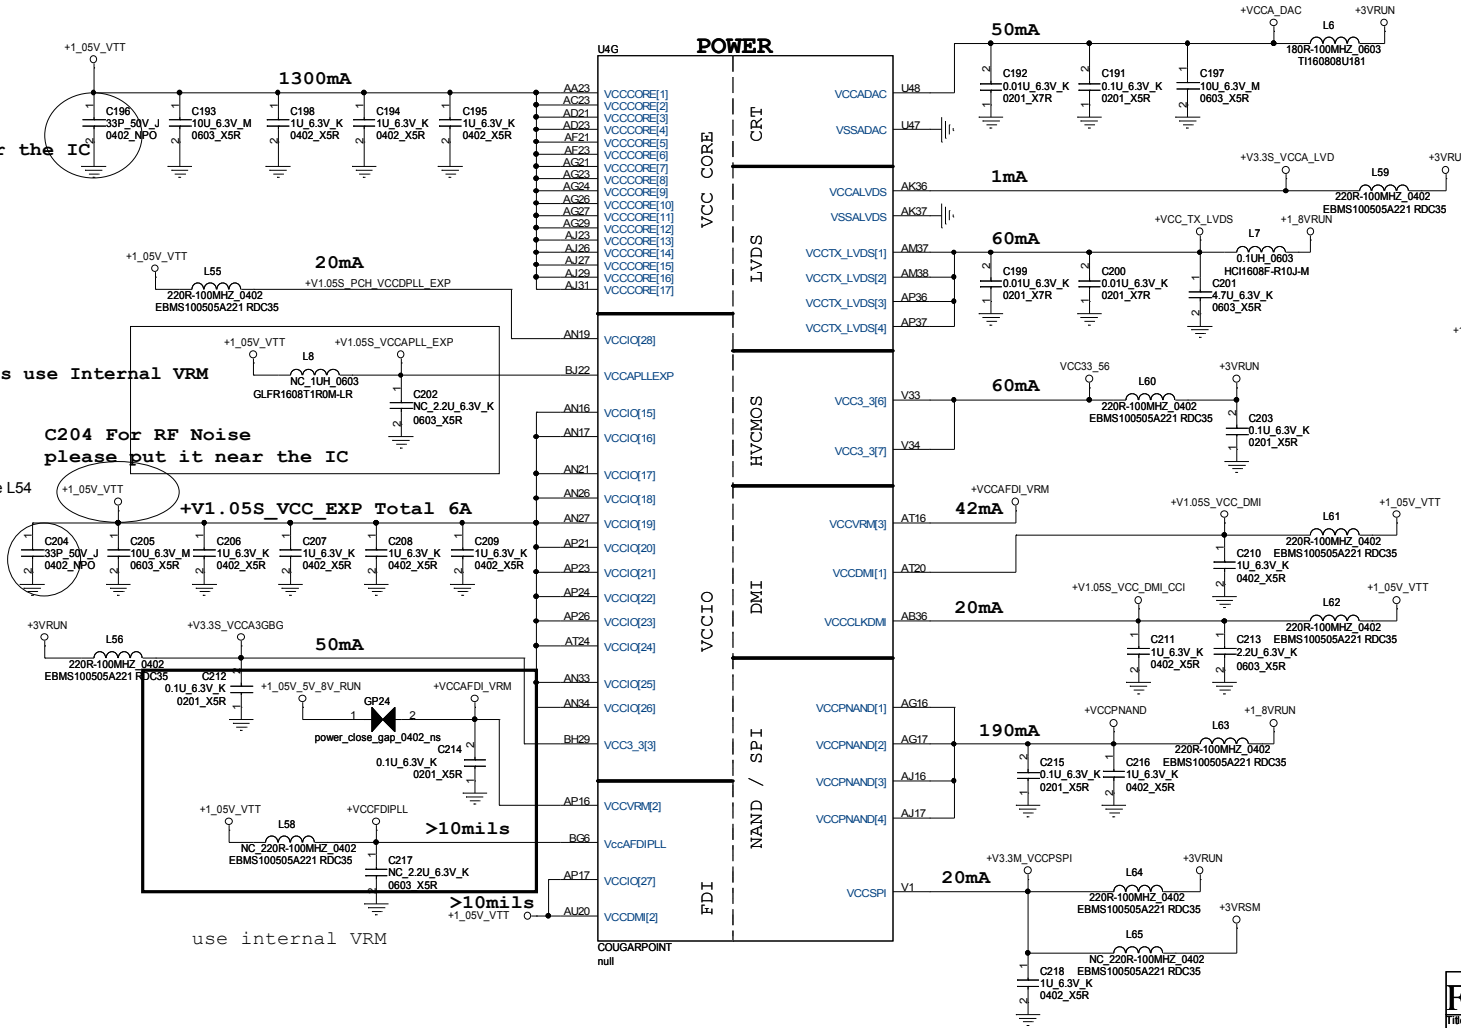 POWER
U4G
+1_05V_VTT
1300mA
C196
33P_50V_J
0402_NPO
C193
10U_6.3V_M
0603_X5R
C198
1U_6.3V_K
0402_X5R
C194
1U_6.3V_K
0402_X5R
C195
1U_6.3V_K
0402_X5R
r the IC
AA23 VCCCORE[1]
AC23 VCCCORE[2]
AD21 VCCCORE[3]
AD23 VCCCORE[4]
AF21 VCCCORE[5]
AF23 VCCCORE[6]
AG21 VCCCORE[7]
AG23 VCCCORE[8]
AG24 VCCCORE[9]
AG26 VCCCORE[10]
AG27 VCCCORE[11]
AG29 VCCCORE[12]
AJ23 VCCCORE[13]
AJ26 VCCCORE[14]
AJ27 VCCCORE[15]
AJ29 VCCCORE[16]
AJ31 VCCCORE[17]
VCC CORE
+1_05V_VTT
L55
220R-100MHZ_0402
EBMS100505A221 RDC35
20mA
+V1.05S_PCH_VCCDPLL_EXP
AN19 VCCIO[28]
+1_05V_VTT
L8
NC_1UH_0603
GLFR1608T1R0M-LR
+V1.05S_VCCAPLL_EXP
C202
NC_2.2U_6.3V_K
0603_X5R
BJ22 VCCAPLLEXP
s use Internal VRM
C204 For RF Noise
please put it near the IC
e L54
+1_05V_VTT
+V1.05S_VCC_EXP Total 6A
C204
33P_50V_J
0402_NPO
C205
10U_6.3V_M
0603_X5R
C206
1U_6.3V_K
0402_X5R
C207
1U_6.3V_K
0402_X5R
C208
1U_6.3V_K
0402_X5R
C209
1U_6.3V_K
0402_X5R
AN16 VCCIO[15]
AN17 VCCIO[16]
AN21 VCCIO[17]
AN26 VCCIO[18]
AN27 VCCIO[19]
AP21 VCCIO[20]
AP23 VCCIO[21]
AP24 VCCIO[22]
AP26 VCCIO[23]
AT24 VCCIO[24]
AN33 VCCIO[25]
AN34 VCCIO[26]
BH29 VCC3_3[3]
VCCIO
+3VRUN
L56
220R-100MHZ_0402
EBMS100505A221 RDC35
+V3.3S_VCCA3GBG
50mA
C212
0.1U_6.3V_K
0201_X5R
+1_05V_5V_8V_RUN
GP24
1 2
power_close_gap_0402_ns
+VCCAFDI_VRM
C214
0.1U_6.3V_K
0201_X5R
AP16 VCCVRM[2]
+1_05V_VTT
L58
NC_220R-100MHZ_0402
EBMS100505A221 RDC35
+VCCFDIPLL
C217
NC_2.2U_6.3V_K
0603_X5R
>10mils
BG6 VccAFDIPLL
AP17 VCCIO[27]
>10mils
+1_05V_VTT
AU20 VCCDMI[2]
FDI
use internal VRM
COUGARPOINT
null
CRT
VCCADAC U48
VSSADAC U47
50mA
+VCCA_DAC
L6
180R-100MHZ_0603
TI160808U181
+3VRUN
C192
0.01U_6.3V_K
0201_X7R
C191
0.1U_6.3V_K
0201_X5R
C197
10U_6.3V_M
0603_X5R
LVDS
VCCALVDS AK36
VSSALVDS AK37
1mA
+V3.3S_VCCA_LVD
L59
220R-100MHZ_0402
EBMS100505A221 RDC35
+3VRU
VCCTX_LVDS[1] AM37
VCCTX_LVDS[2] AM38
VCCTX_LVDS[3] AP36
VCCTX_LVDS[4] AP37
60mA
+VCC_TX_LVDS
L7
0.1UH_0603
HCI1608F-R10J-M
+1_8VRUN
C199
0.01U_6.3V_K
0201_X7R
C200
0.01U_6.3V_K
0201_X7R
C201
4.7U_6.3V_K
0603_X5R
HVCMOS
VCC3_3[6] V33
VCC3_3[7] V34
60mA
VCC33_56
L60
220R-100MHZ_0402
EBMS100505A221 RDC35
+3VRUN
C203
0.1U_6.3V_K
0201_X5R
DMI
VCCVRM[3] AT16
+VCCAFDI_VRM
42mA
VCCDMI[1] AT20
+V1.05S_VCC_DMI
L61
220R-100MHZ_0402
EBMS100505A221 RDC35
+1_05V_VTT
C210
1U_6.3V_K
0402_X5R
VCCCLKDMI AB36
20mA
+V1.05S_VCC_DMI_CCI
L62
220R-100MHZ_0402
EBMS100505A221 RDC35
+1_05V_VTT
C211
1U_6.3V_K
0402_X5R
C213
2.2U_6.3V_K
0603_X5R
NAND / SPI
VCCPNAND[1] AG16
VCCPNAND[2] AG17
VCCPNAND[3] AJ16
VCCPNAND[4] AJ17
190mA
+VCCPNAND
L63
220R-100MHZ_0402
EBMS100505A221 RDC35
+1_8VRUN
C215
0.1U_6.3V_K
0201_X5R
C216
1U_6.3V_K
0402_X5R
VCCSPI V1
20mA
+V3.3M_VCCPSPI
L64
220R-100MHZ_0402
EBMS100505A221 RDC35
+3VRUN
+3VRSM
L65
NC_220R-100MHZ_0402
EBMS100505A221 RDC35
C218
1U_6.3V_K
0402_X5R